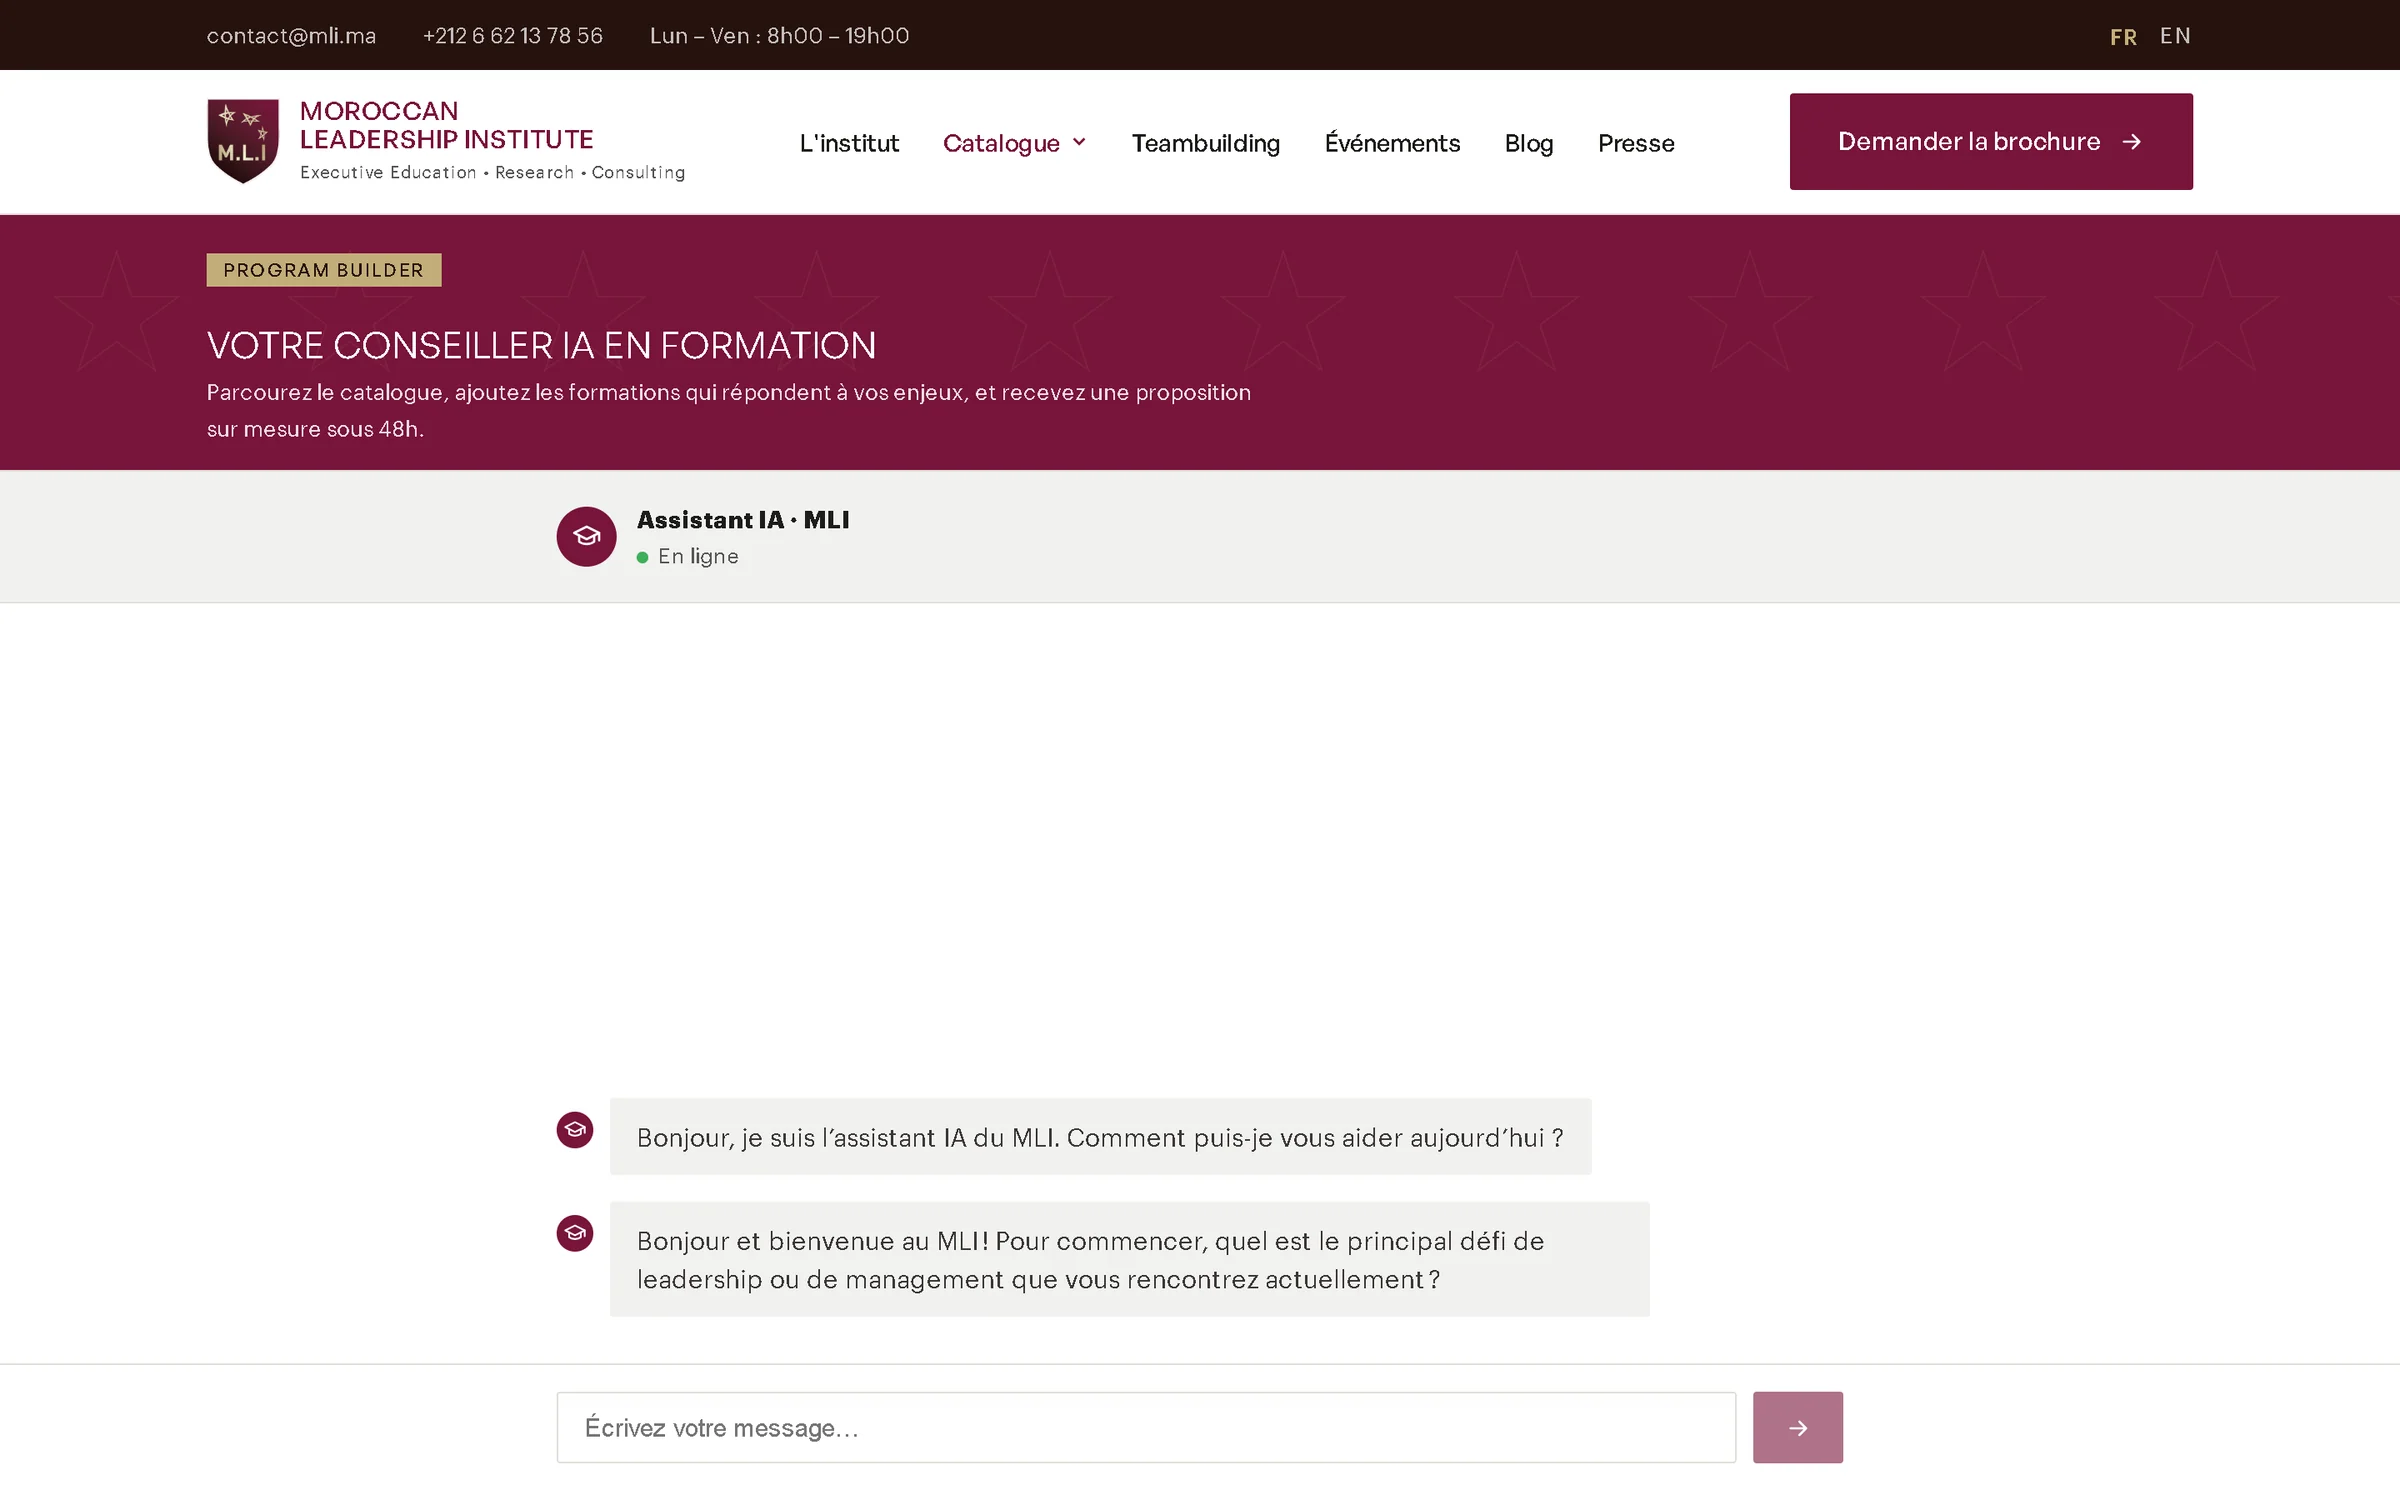 contact@mli.ma +212 6 62 13 78 56 Lun – Ven : 8h00 – 19h00 FR EN
M.L.I
MOROCCAN
LEADERSHIP INSTITUTE
Executive Education • Research • Consulting
L'institut Catalogue Teambuilding Événements Blog Presse
Demander la brochure →
PROGRAM BUILDER
VOTRE CONSEILLER IA EN FORMATION
Parcourez le catalogue, ajoutez les formations qui répondent à vos enjeux, et recevez une proposition
sur mesure sous 48h.
Assistant IA · MLI
En ligne
Bonjour, je suis l’assistant IA du MLI. Comment puis-je vous aider aujourd’hui ?
Bonjour et bienvenue au MLI ! Pour commencer, quel est le principal défi de
leadership ou de management que vous rencontrez actuellement ?
Écrivez votre message…